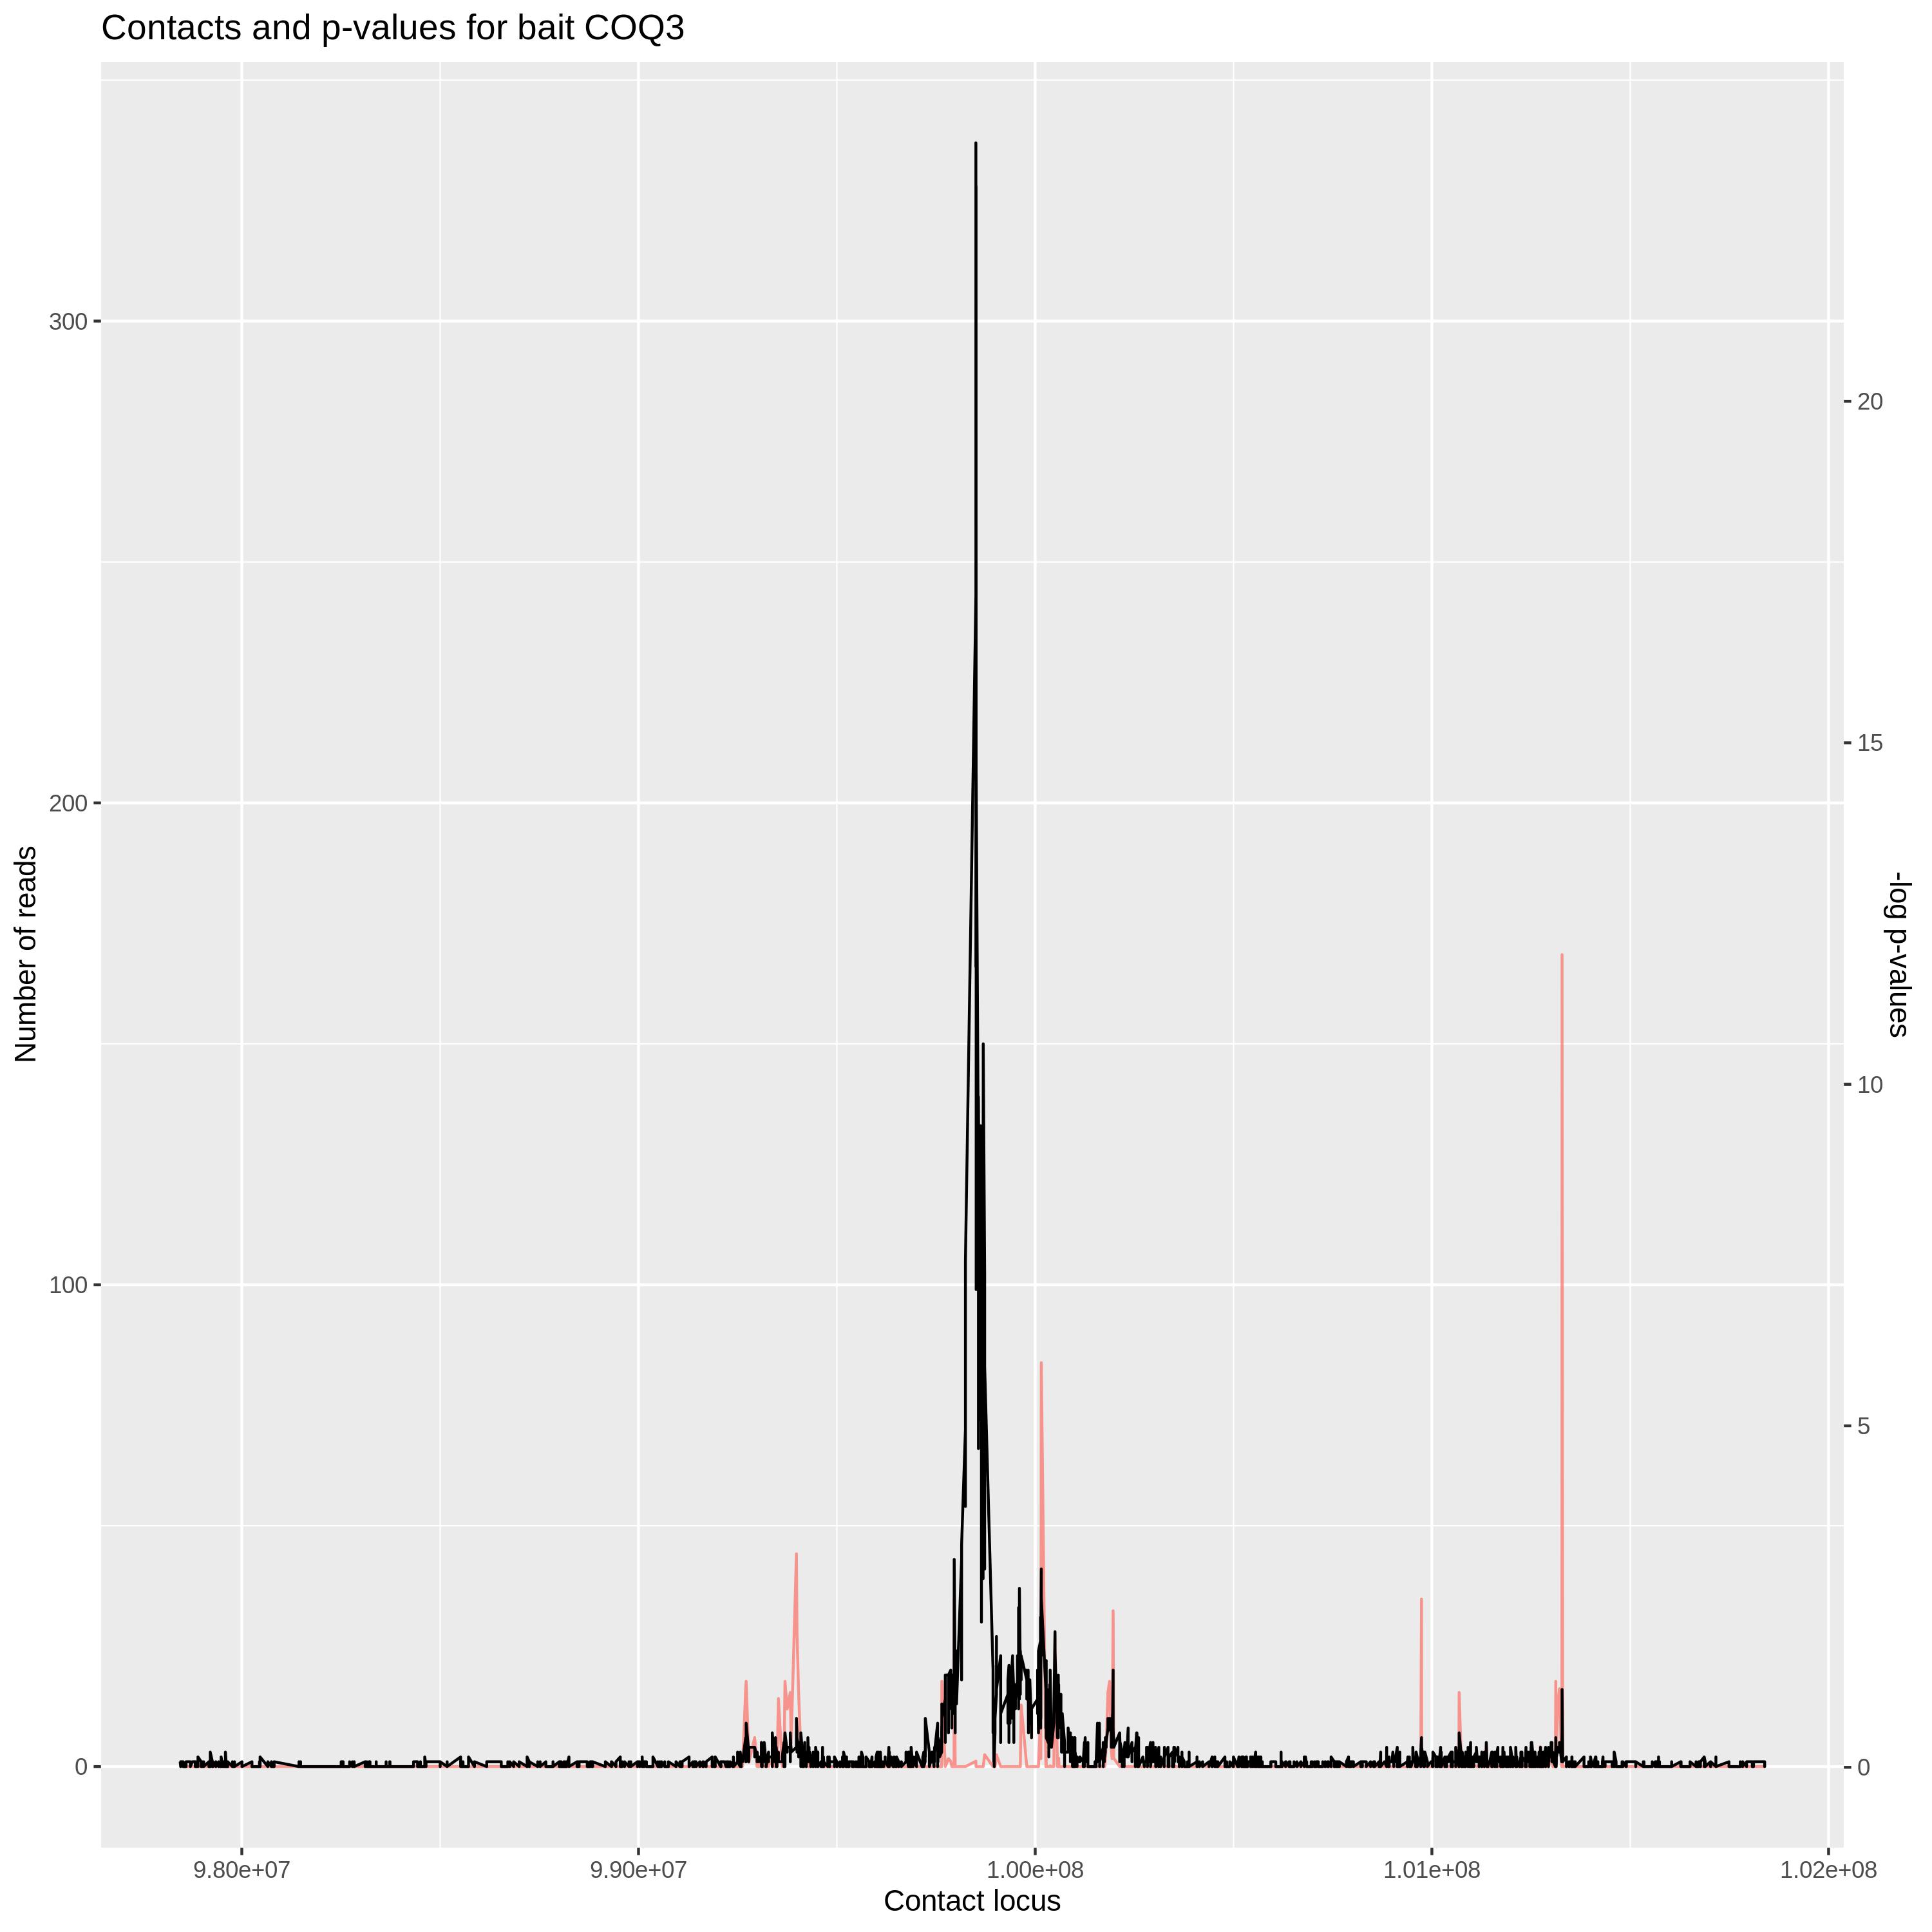 Contacts and p-values for bait COQ3
300
200
100
0
Number of reads
20
15
10
5
0
-log p-values
9.80e+07
9.90e+07
1.00e+08
1.01e+08
1.02e+08
Contact locus